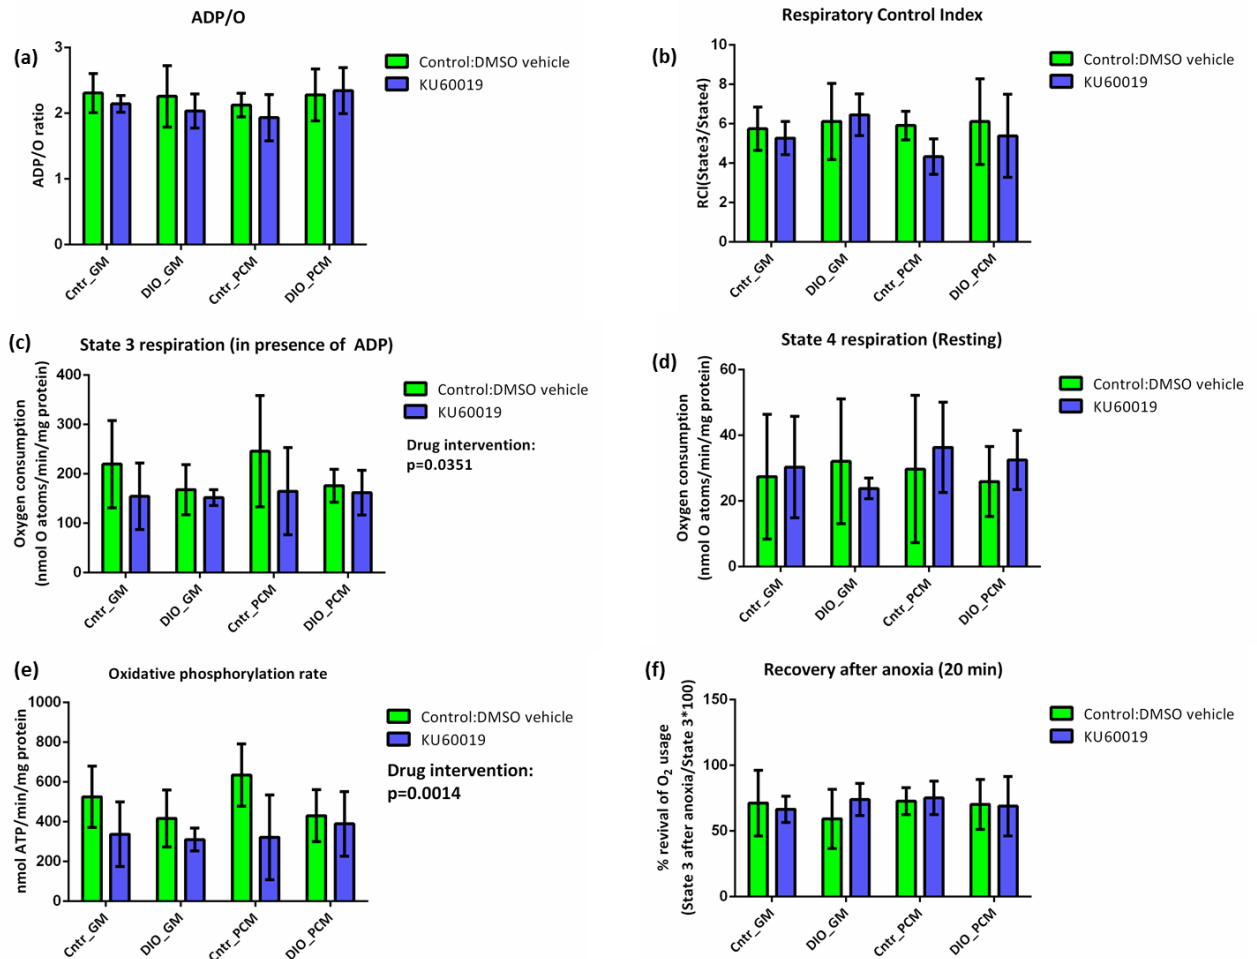 ADP/O
(a)
ADP/O ratio
3
2
1
0
Cntr_GM
DIO_GM
Cntr_PCM
DIO_PCM
Control:DMSO vehicle
KU60019
Respiratory Control Index
(b)
RCI(State3/State4)
10
8
6
4
2
0
Cntr_GM
DIO_GM
Cntr_PCM
DIO_PCM
Control:DMSO vehicle
KU60019
(c)
State 3 respiration (in presence of ADP)
Oxygen consumption
(nmol O atoms/min/mg protein)
400
300
200
100
0
Cntr_GM
DIO_GM
Cntr_PCM
DIO_PCM
Control:DMSO vehicle
KU60019
Drug intervention:
p=0.0351
(d)
State 4 respiration (Resting)
Oxygen consumption
(nmol O atoms/min/mg protein)
60
40
20
0
Cntr_GM
DIO_GM
Cntr_PCM
DIO_PCM
Control:DMSO vehicle
KU60019
(e)
Oxidative phosphorylation rate
nmol ATP/min/mg protein
1000
800
600
400
200
0
Cntr_GM
DIO_GM
Cntr_PCM
DIO_PCM
Control:DMSO vehicle
KU60019
Drug intervention:
p=0.0014
(f)
Recovery after anoxia (20 min)
% revival of O2 usage
(State 3 after anoxia/State 3*100)
150
100
50
0
Cntr_GM
DIO_GM
Cntr_PCM
DIO_PCM
Control:DMSO vehicle
KU60019